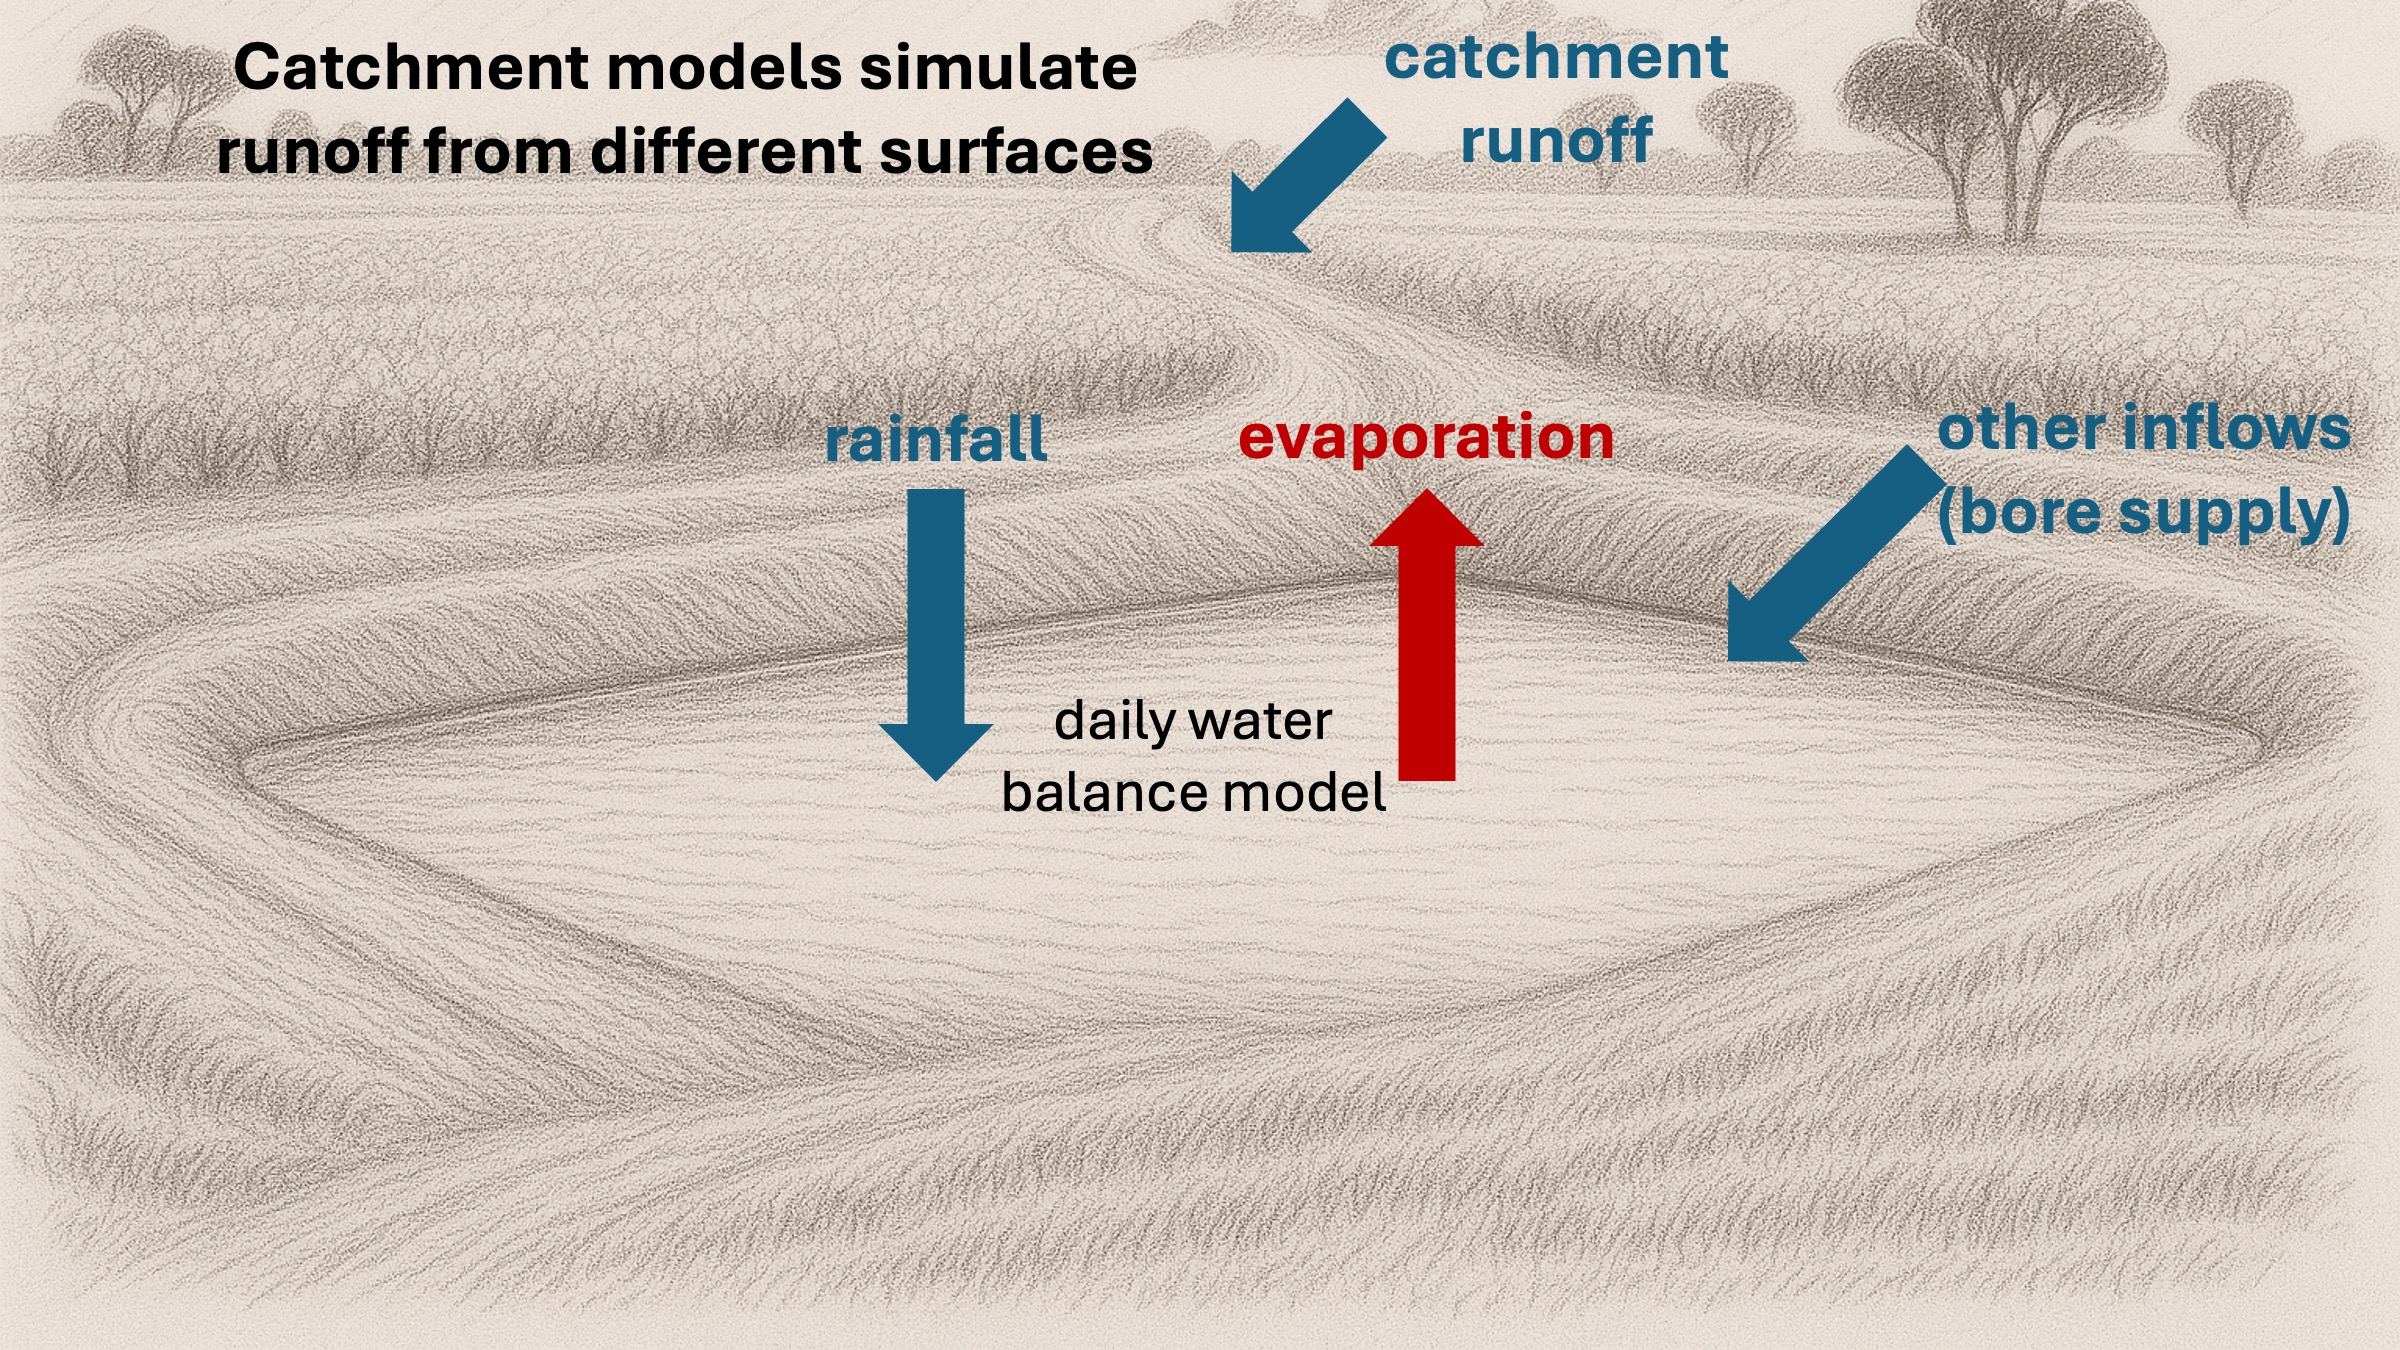 Catchment models simulate
runoff from different surfaces
catchment
runoff
rainfall
evaporation
other inflows
(bore supply)
daily water
balance model